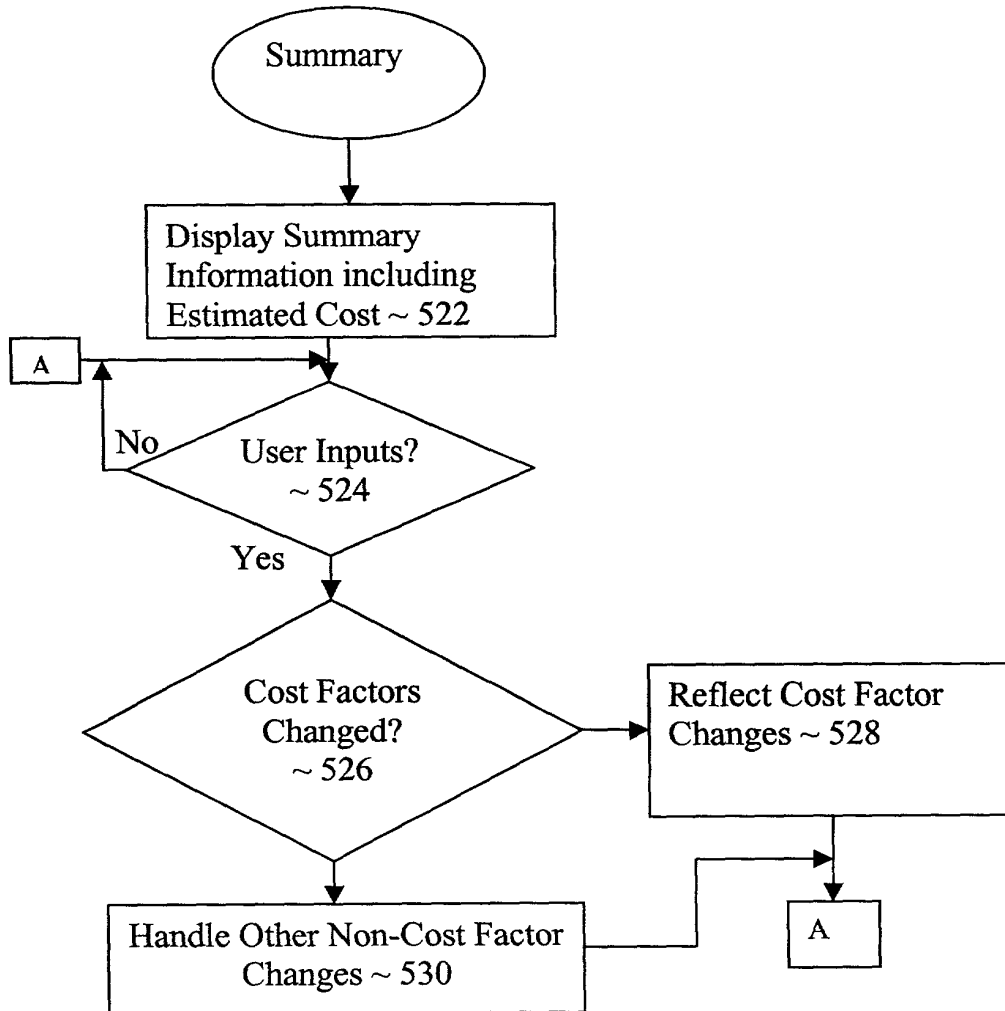 Summary
Display Summary
Information including
Estimated Cost ~ 522
A
No
User Inputs?
~ 524
Yes
Cost Factors
Changed?
~ 526
Reflect Cost Factor
Changes ~ 528
Handle Other Non-Cost Factor
Changes ~ 530
A